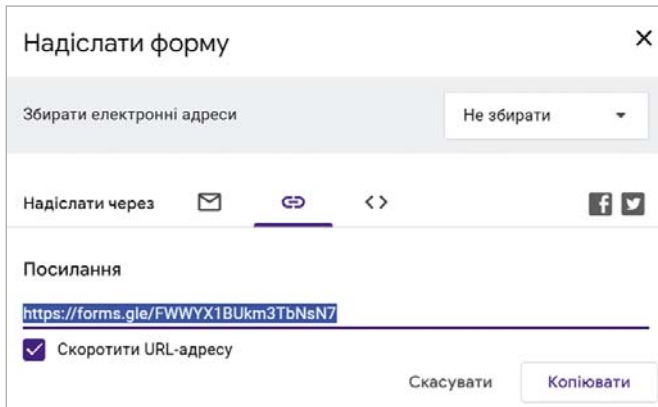 Надіслати форму
Збирати електронні адреси
Не збирати
Надіслати через
Посилання
https://forms.gle/FWWYX1BUkm3TbNsN7
Скоротити URL-адресу
Скасувати
Копіювати